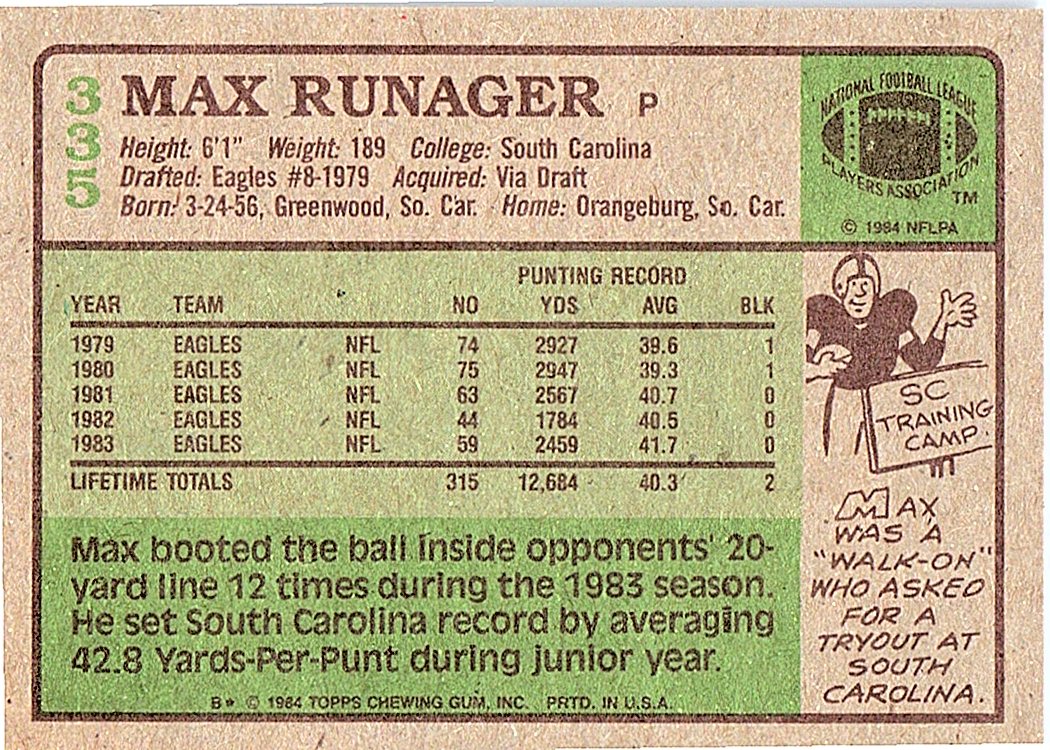 335
MAX RUNAGER P
Height: 6'1" Weight: 189 College: South Carolina
Drafted: Eagles #8-1979 Acquired: Via Draft
Born: 3-24-56, Greenwood, So. Car. Home: Orangeburg, So. Car.
NATIONAL FOOTBALL LEAGUE
PLAYERS ASSOCIATION
TM
© 1984 NFLPA
PUNTING RECORD
YEAR TEAM NO YDS AVG BLK
1979 EAGLES NFL 74 2927 39.6 1
1980 EAGLES NFL 75 2947 39.3 1
1981 EAGLES NFL 63 2567 40.7 0
1982 EAGLES NFL 44 1784 40.5 0
1983 EAGLES NFL 59 2459 41.7 0
LIFETIME TOTALS 315 12,684 40.3 2
Max booted the ball inside opponents' 20-
yard line 12 times during the 1983 season.
He set South Carolina record by averaging
42.8 Yards-Per-Punt during junior year.
SC
TRAINING
CAMP
MAX
WAS A
"WALK-ON"
WHO ASKED
FOR A
TRYOUT AT
SOUTH
CAROLINA.
B* © 1984 TOPPS CHEWING GUM, INC. PRTD. IN U.S.A.